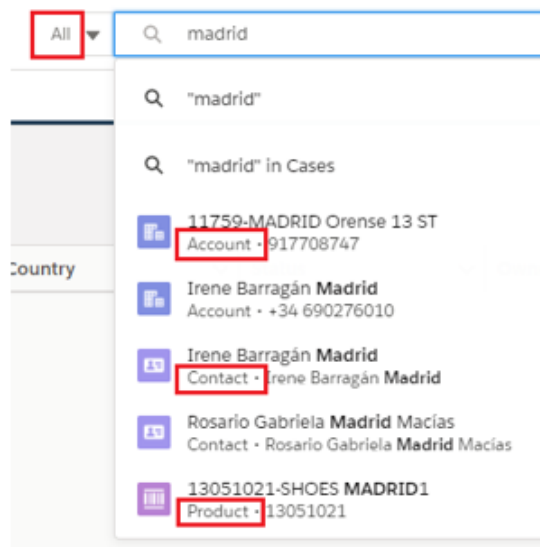 All
madrid
"madrid"
"madrid" in Cases
11759-MADRID Orense 13 ST
Account • 917708747
Country
Irene Barragán Madrid
Account • +34 690276010
Irene Barragán Madrid
Contact • Irene Barragán Madrid
Rosario Gabriela Madrid Macías
Contact • Rosario Gabriela Madrid Macías
13051021-SHOES MADRID1
Product • 13051021